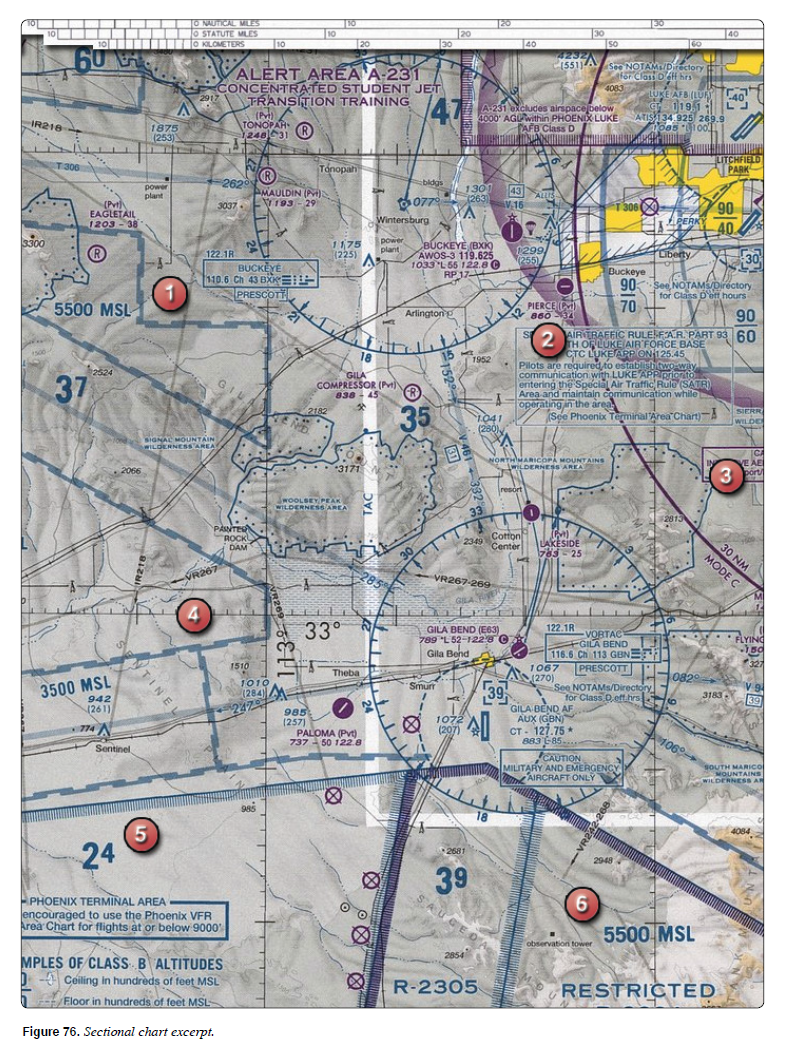 10 0 NAUTICAL MILES 10 20 30
10 0 STATUTE MILES 10 20 30 40
10 0 KILOMETERS 10 20 30 40 50 60
60
ALERT AREA A-231
CONCENTRATED STUDENT JET
TRANSITION TRAINING
2917
IR218
1875
(253)
(Pvt)
TONOPAH
1248 - 31
R
47
4232
(551)
See NOTAMs/Directory
for Class D eff hrs
4083
A-231 excludes airspace below
4000' AGL within PHOENIX LUKE
AFB Class D
LUKE AFB (LUF)
CT 119.1
ATIS 134.925 269.9
1085 *L 100
40
LITCHFIELD
PARK
T 306
power
plant
262°
Tonopah
R
MAULDIN (Pvt)
1193 - 29
3037
bldgs
077°
Wintersburg
1301
(263)
43
V 16
T 306
PERKY
90
40
(Pvt)
EAGLETAIL
1203 - 38
R
3300
1175
(225)
power
plant
BUCKEYE (BXK)
AWOS-3 119.625
1033 *L 55 122.8 C
RP 17
1299
(255)
Liberty
30
122.1R
BUCKEYE
110.6 Ch 43 BXK
PRESCOTT
Buckeye
90
70
See NOTAMs/Directory
for Class D eff hours
1
5500 MSL
PIERCE (Pvt)
860 - 34
Arlington
90
60
21
18
15
2
SPECIAL AIR TRAFFIC RULE - F.A.R. PART 93
CTC LUKE APP ON 125.45
Pilots are required to establish two-way
communication with LUKE APP prior to
entering the Special Air Traffic Rule (SATR)
Area and maintain communication while
operating in the area.
(See Phoenix Terminal Area Chart)
1952
152°
2524
37
GILA
COMPRESSOR (Pvt)
838 - 45
R
35
2182
1041
(280)
V 461
31
332°
SIGNAL MOUNTAIN
WILDERNESS AREA
3171
NORTH MARICOPA MOUNTAINS
WILDERNESS AREA
3
2066
WOOLSEY PEAK
WILDERNESS AREA
TAC
resort
33
2813
PAINTED
ROCK
DAM
2349
Cotton
Center
(Pvt)
LAKESIDE
783 - 25
30
3
30 NM
MODE C
IR218
VR267
VR269
285°
VR267-269
4
33°
113°
27
GILA BEND (E63)
789 *L 52 122.8 C
Gila Bend
122.1R
VORTAC
GILA BEND
116.6 Ch 113 GBN
PRESCOTT
6
1510
Theba
1067
(270)
See NOTAMs/Directory
for Class D eff hrs
082°
3183
39
3500 MSL
942
(261)
1010
(284)
247°
Smurr
24
39
985
(257)
GILA BEND AF
AUX (GBN)
CT - 127.75 *
883 L 85
774
Sentinel
PALOMA (Pvt)
737 - 50 122.8
1072
(207)
106°
CAUTION
MILITARY AND EMERGENCY
AIRCRAFT ONLY
SOUTH MARICOPA
MOUNTAINS
WILDERNESS AREA
985
18
5
24
VR242-268
4084
2681
2948
39
6
PHOENIX TERMINAL AREA
encouraged to use the Phoenix VFR
Area Chart for flights at or below 9000'
observation tower
5500 MSL
MPLES OF CLASS B ALTITUDES
Ceiling in hundreds of feet MSL
Floor in hundreds of feet MSL
2854
R-2305
RESTRICTED
Figure 76. Sectional chart excerpt.